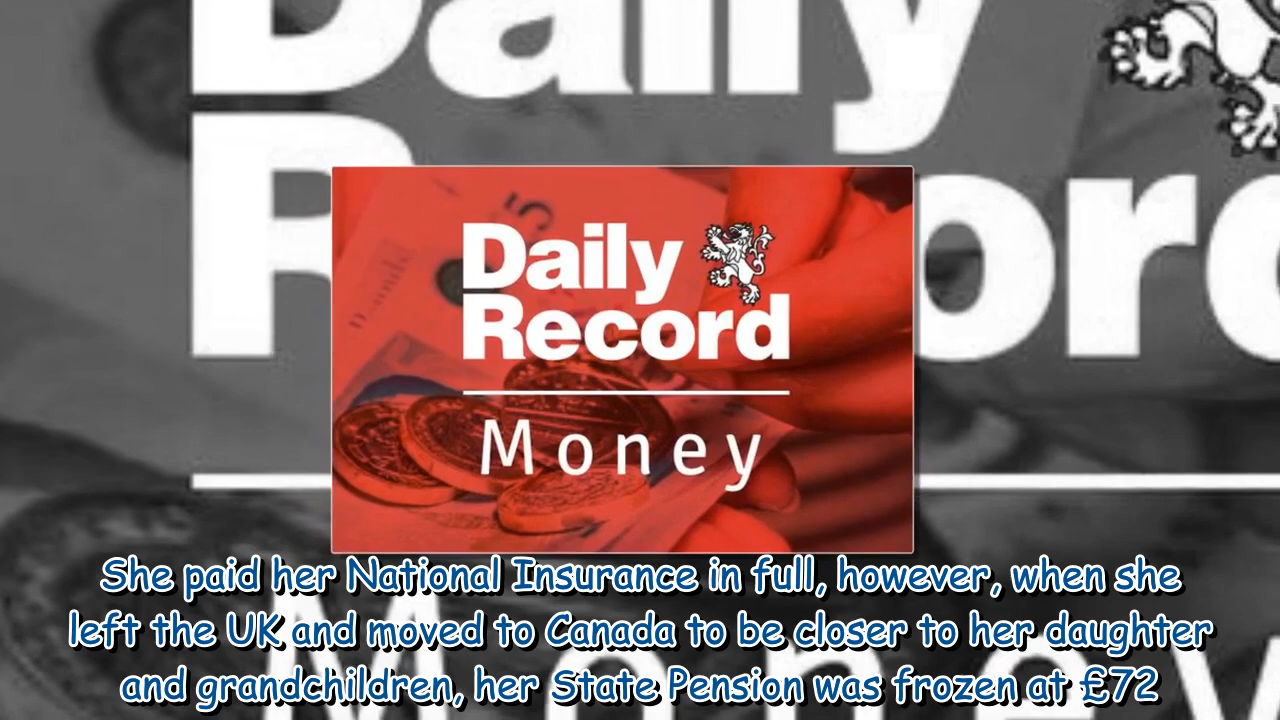 Daily
Record
Money
She paid her National Insurance in full, however, when she
left the UK and moved to Canada to be closer to her daughter
and grandchildren, her State Pension was frozen at £72